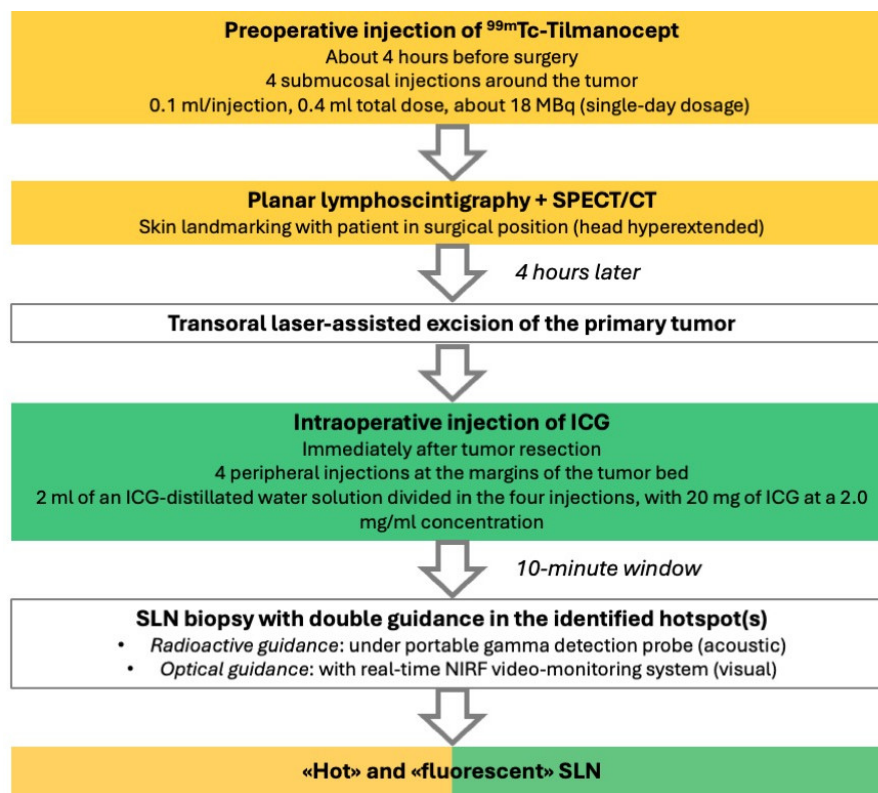 Preoperative injection of ⁹⁹ᵐTc-Tilmanocept
About 4 hours before surgery
4 submucosal injections around the tumor
0.1 ml/injection, 0.4 ml total dose, about 18 MBq (single-day dosage)
Planar lymphoscintigraphy + SPECT/CT
Skin landmarking with patient in surgical position (head hyperextended)
4 hours later
Transoral laser-assisted excision of the primary tumor
Intraoperative injection of ICG
Immediately after tumor resection
4 peripheral injections at the margins of the tumor bed
2 ml of an ICG-distillated water solution divided in the four injections, with 20 mg of ICG at a 2.0
mg/ml concentration
10-minute window
SLN biopsy with double guidance in the identified hotspot(s)
• Radioactive guidance: under portable gamma detection probe (acoustic)
• Optical guidance: with real-time NIRF video-monitoring system (visual)
«Hot» and «fluorescent» SLN